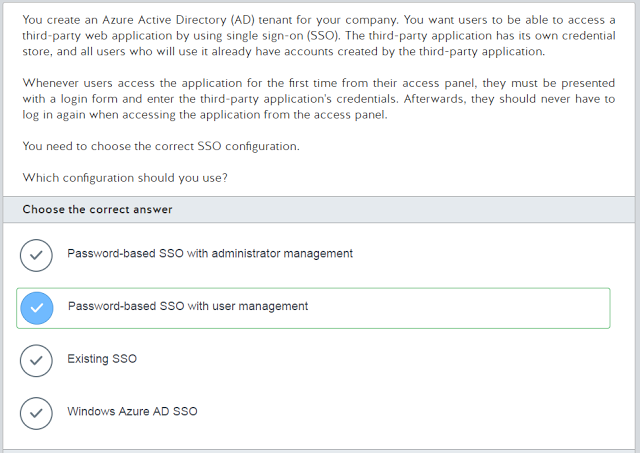 You create an Azure Active Directory (AD) tenant for your company. You want users to be able to access a
third-party web application by using single sign-on (SSO). The third-party application has its own credential
store, and all users who will use it already have accounts created by the third-party application.
Whenever users access the application for the first time from their access panel, they must be presented
with a login form and enter the third-party application's credentials. Afterwards, they should never have to
log in again when accessing the application from the access panel.
You need to choose the correct SSO configuration.
Which configuration should you use?
Choose the correct answer
Password-based SSO with administrator management
Password-based SSO with user management
Existing SSO
Windows Azure AD SSO